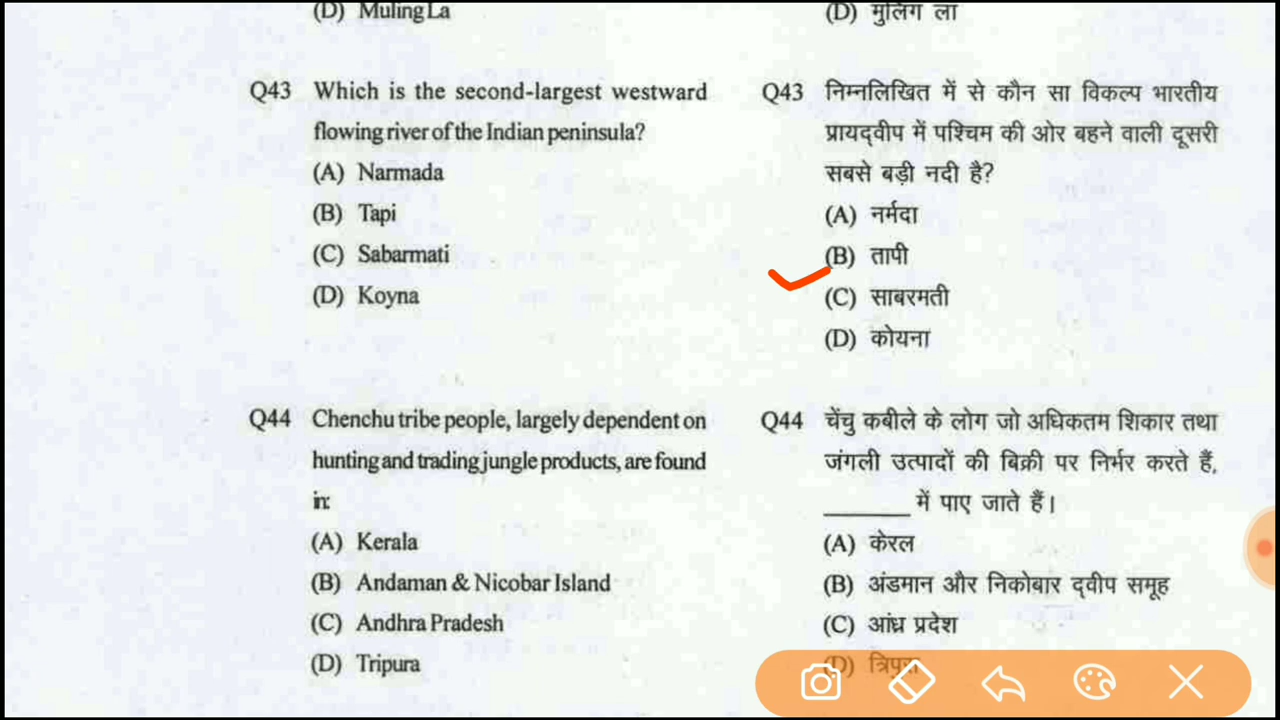 (D) Muling La
Q43 Which is the second-largest westward
flowing river of the Indian peninsula?
(A) Narmada
(B) Tapi
(C) Sabarmati
(D) Koyna
Q44 Chenchu tribe people, largely dependent on
hunting and trading jungle products, are found
in:
(A) Kerala
(B) Andaman & Nicobar Island
(C) Andhra Pradesh
(D) Tripura
(D) मुलिंग ला
Q43 निम्नलिखित में से कौन सा विकल्प भारतीय
प्रायद्वीप में पश्चिम की ओर बहने वाली दूसरी
सबसे बड़ी नदी है?
(A) नर्मदा
(B) तापी
(C) साबरमती
(D) कोयना
Q44 चेंचु कबीले के लोग जो अधिकतम शिकार तथा
जंगली उत्पादों की बिक्री पर निर्भर करते हैं,
_______ में पाए जाते हैं।
(A) केरल
(B) अंडमान और निकोबार द्वीप समूह
(C) आंध्र प्रदेश
(D) त्रिपुरा